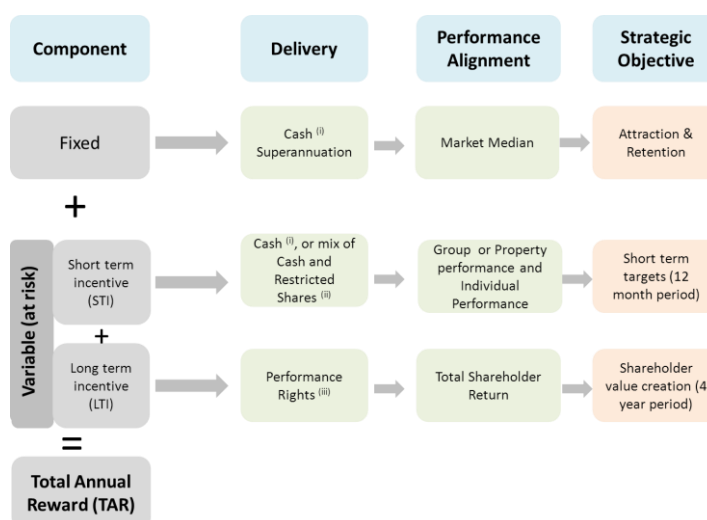 Component
Delivery
Performance
Alignment
Strategic
Objective
Fixed
Cash (i)
Superannuation
Market Median
Attraction &
Retention
+
Variable (at risk)
Short term
incentive
(STI)
Cash (i), or mix of
Cash and
Restricted
Shares (ii)
Group or Property
performance and
Individual
Performance
Short term
targets (12
month period)
+
Long term
incentive
(LTI)
Performance
Rights (iii)
Total Shareholder
Return
Shareholder
value creation (4
year period)
=
Total Annual
Reward (TAR)